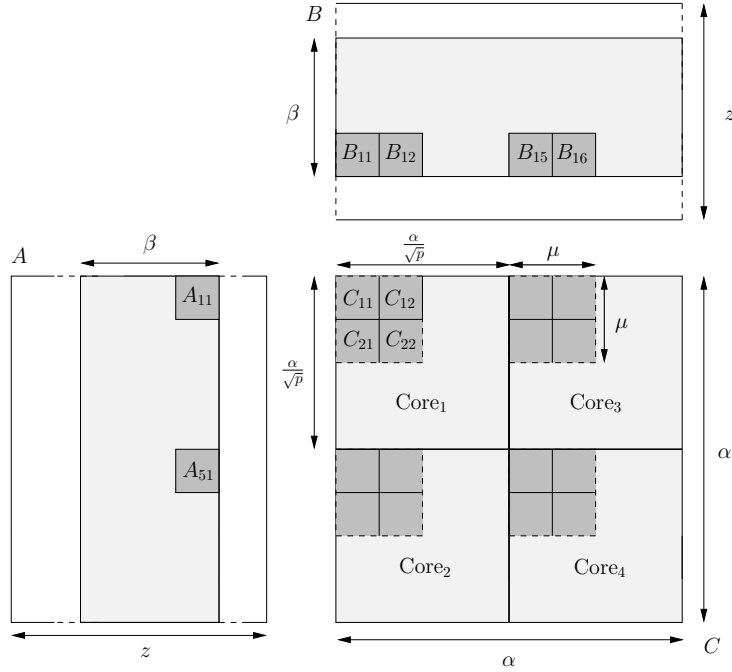 B
β
z
B₁₁ B₁₂ B₁₅ B₁₆
A
β
α/√p
μ
A₁₁
C₁₁ C₁₂
C₂₁ C₂₂
μ
α/√p
Core₁
Core₃
A₅₁
α
Core₂
Core₄
z
α
C